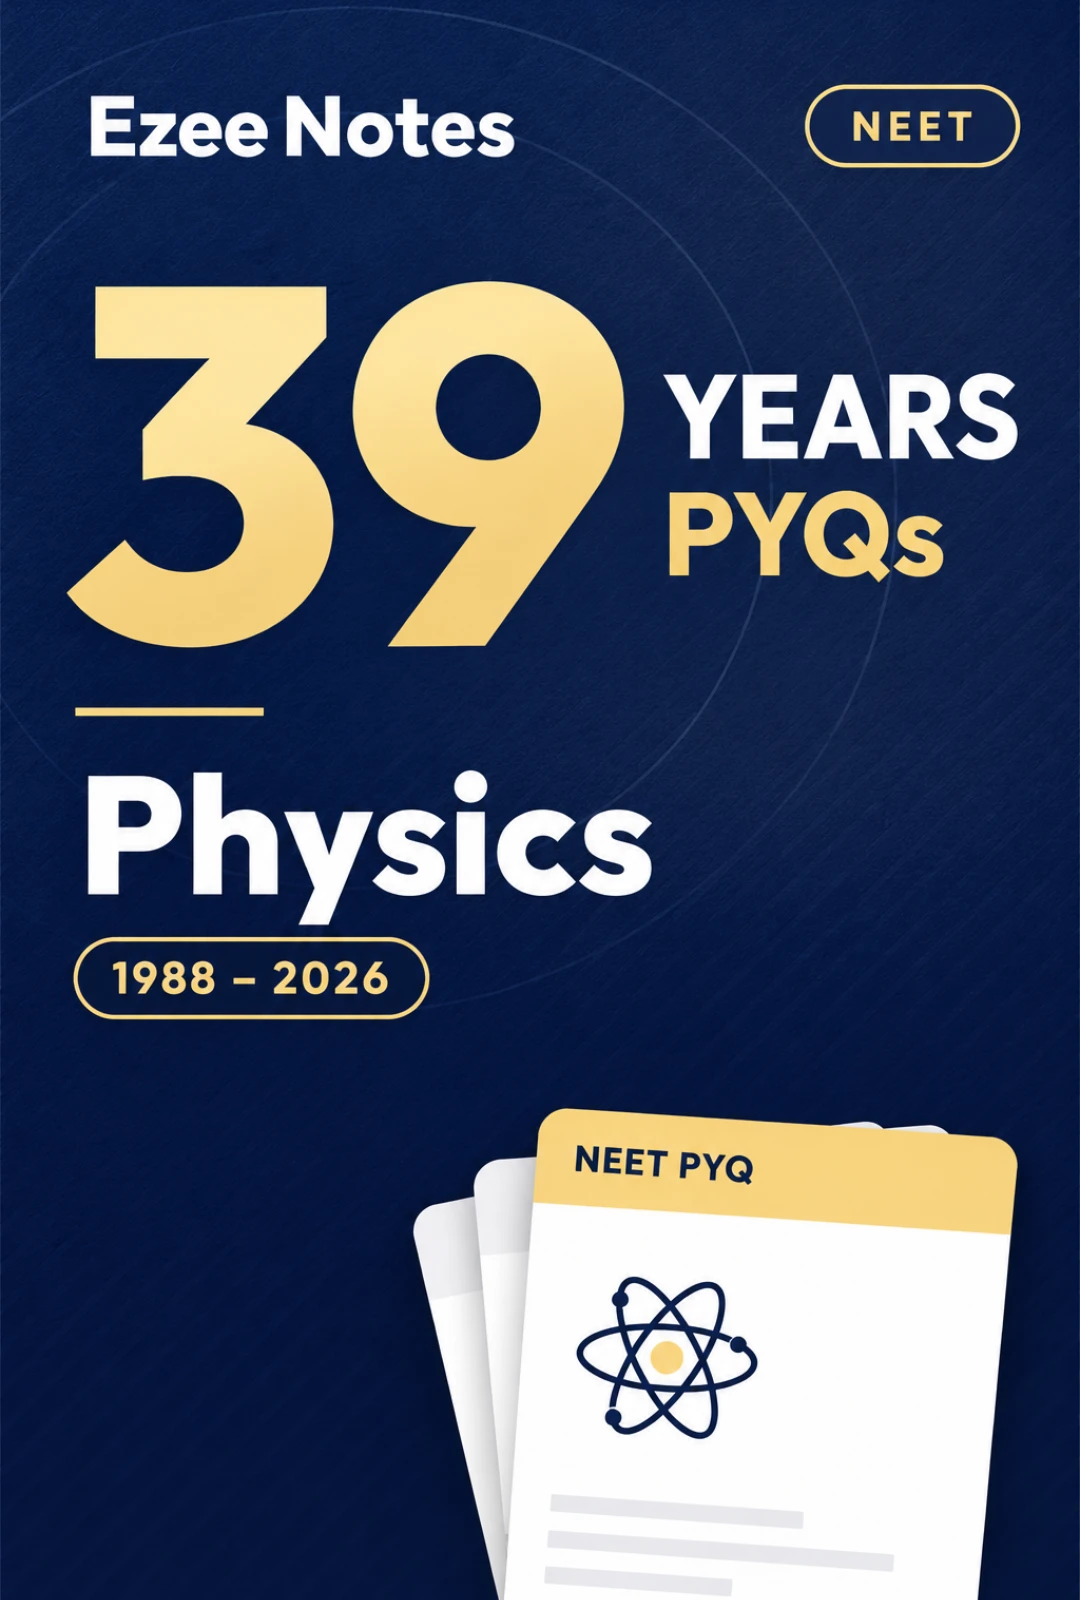 Ezee Notes
NEET
39
YEARS
PYQs
Physics
1988 – 2026
NEET PYQ